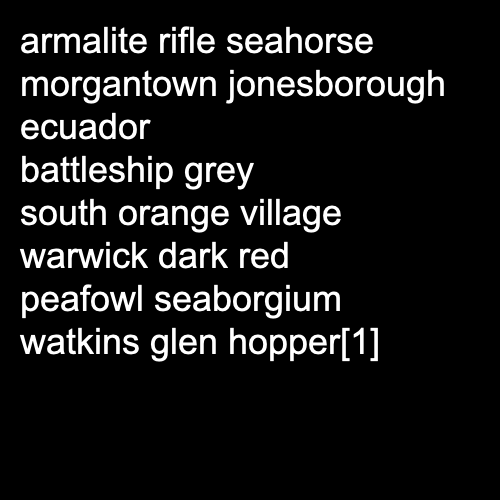 armalite rifle seahorse
morgantown jonesborough
ecuador
battleship grey
south orange village
warwick dark red
peafowl seaborgium
watkins glen hopper[1]